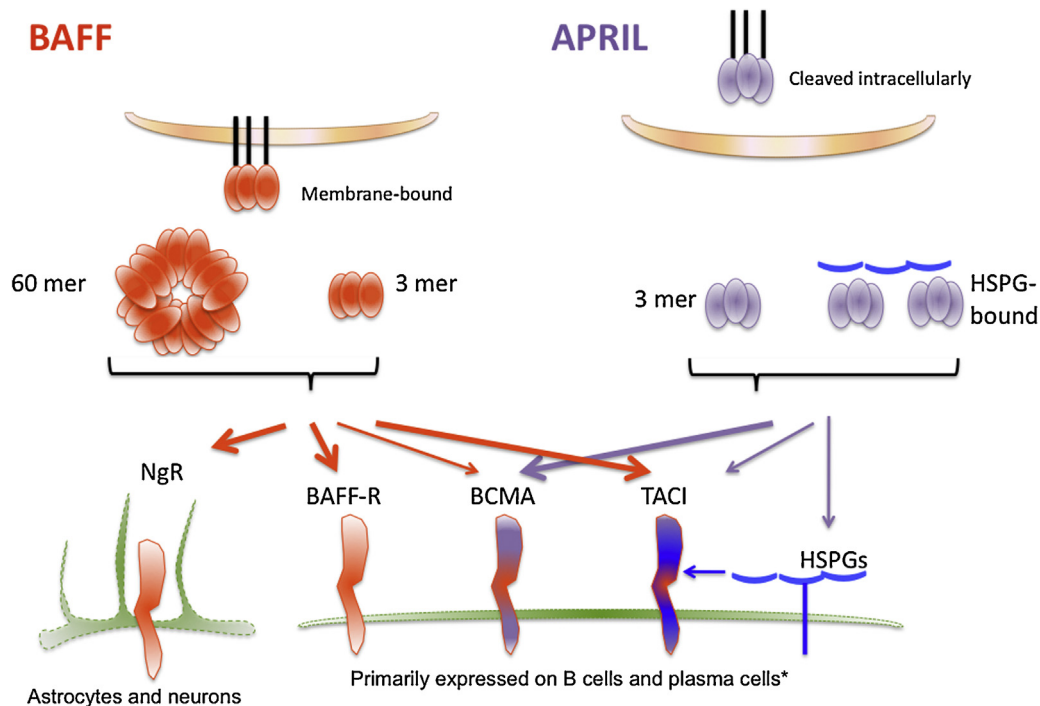 BAFF
APRIL
Cleaved intracellularly
Membrane-bound
60 mer
3 mer
3 mer
HSPG-
bound
NgR
BAFF-R
BCMA
TACI
HSPGs
Astrocytes and neurons
Primarily expressed on B cells and plasma cells*